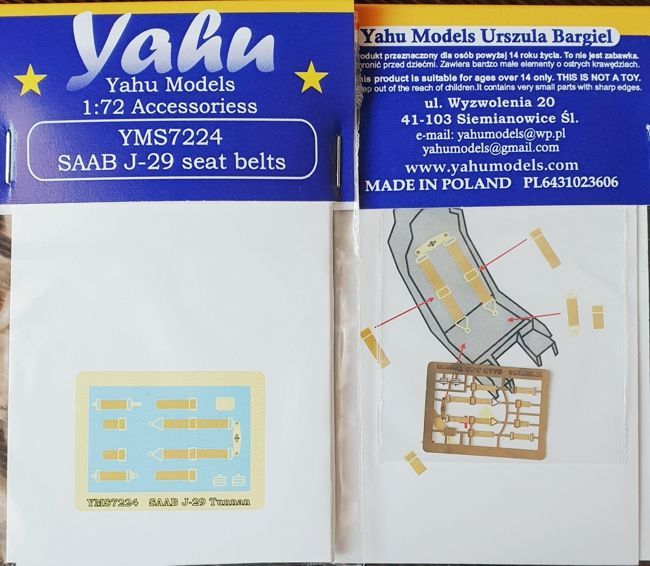 Yahu
Yahu Models
1:72 Accessoriess
YMS7224
SAAB J-29 seat belts
YMS7224 SAAB J-29 Tunnan
Yahu Models Urszula Bargiel
rodukt przeznaczony dla osób powyżej 14 roku życia. To nie jest zabawka.
ronić przed dziećmi. Zawiera bardzo małe elementy o ostrych krawędziach.
his product is suitable for ages over 14 only. THIS IS NOT A TOY.
eep out of the reach of children.It contains very small parts with sharp edges.
ul. Wyzwolenia 20
41-103 Siemianowice Śl.
e-mail: yahumodels@wp.pl
yahumodels@gmail.com
www.yahumodels.com
MADE IN POLAND PL6431023606